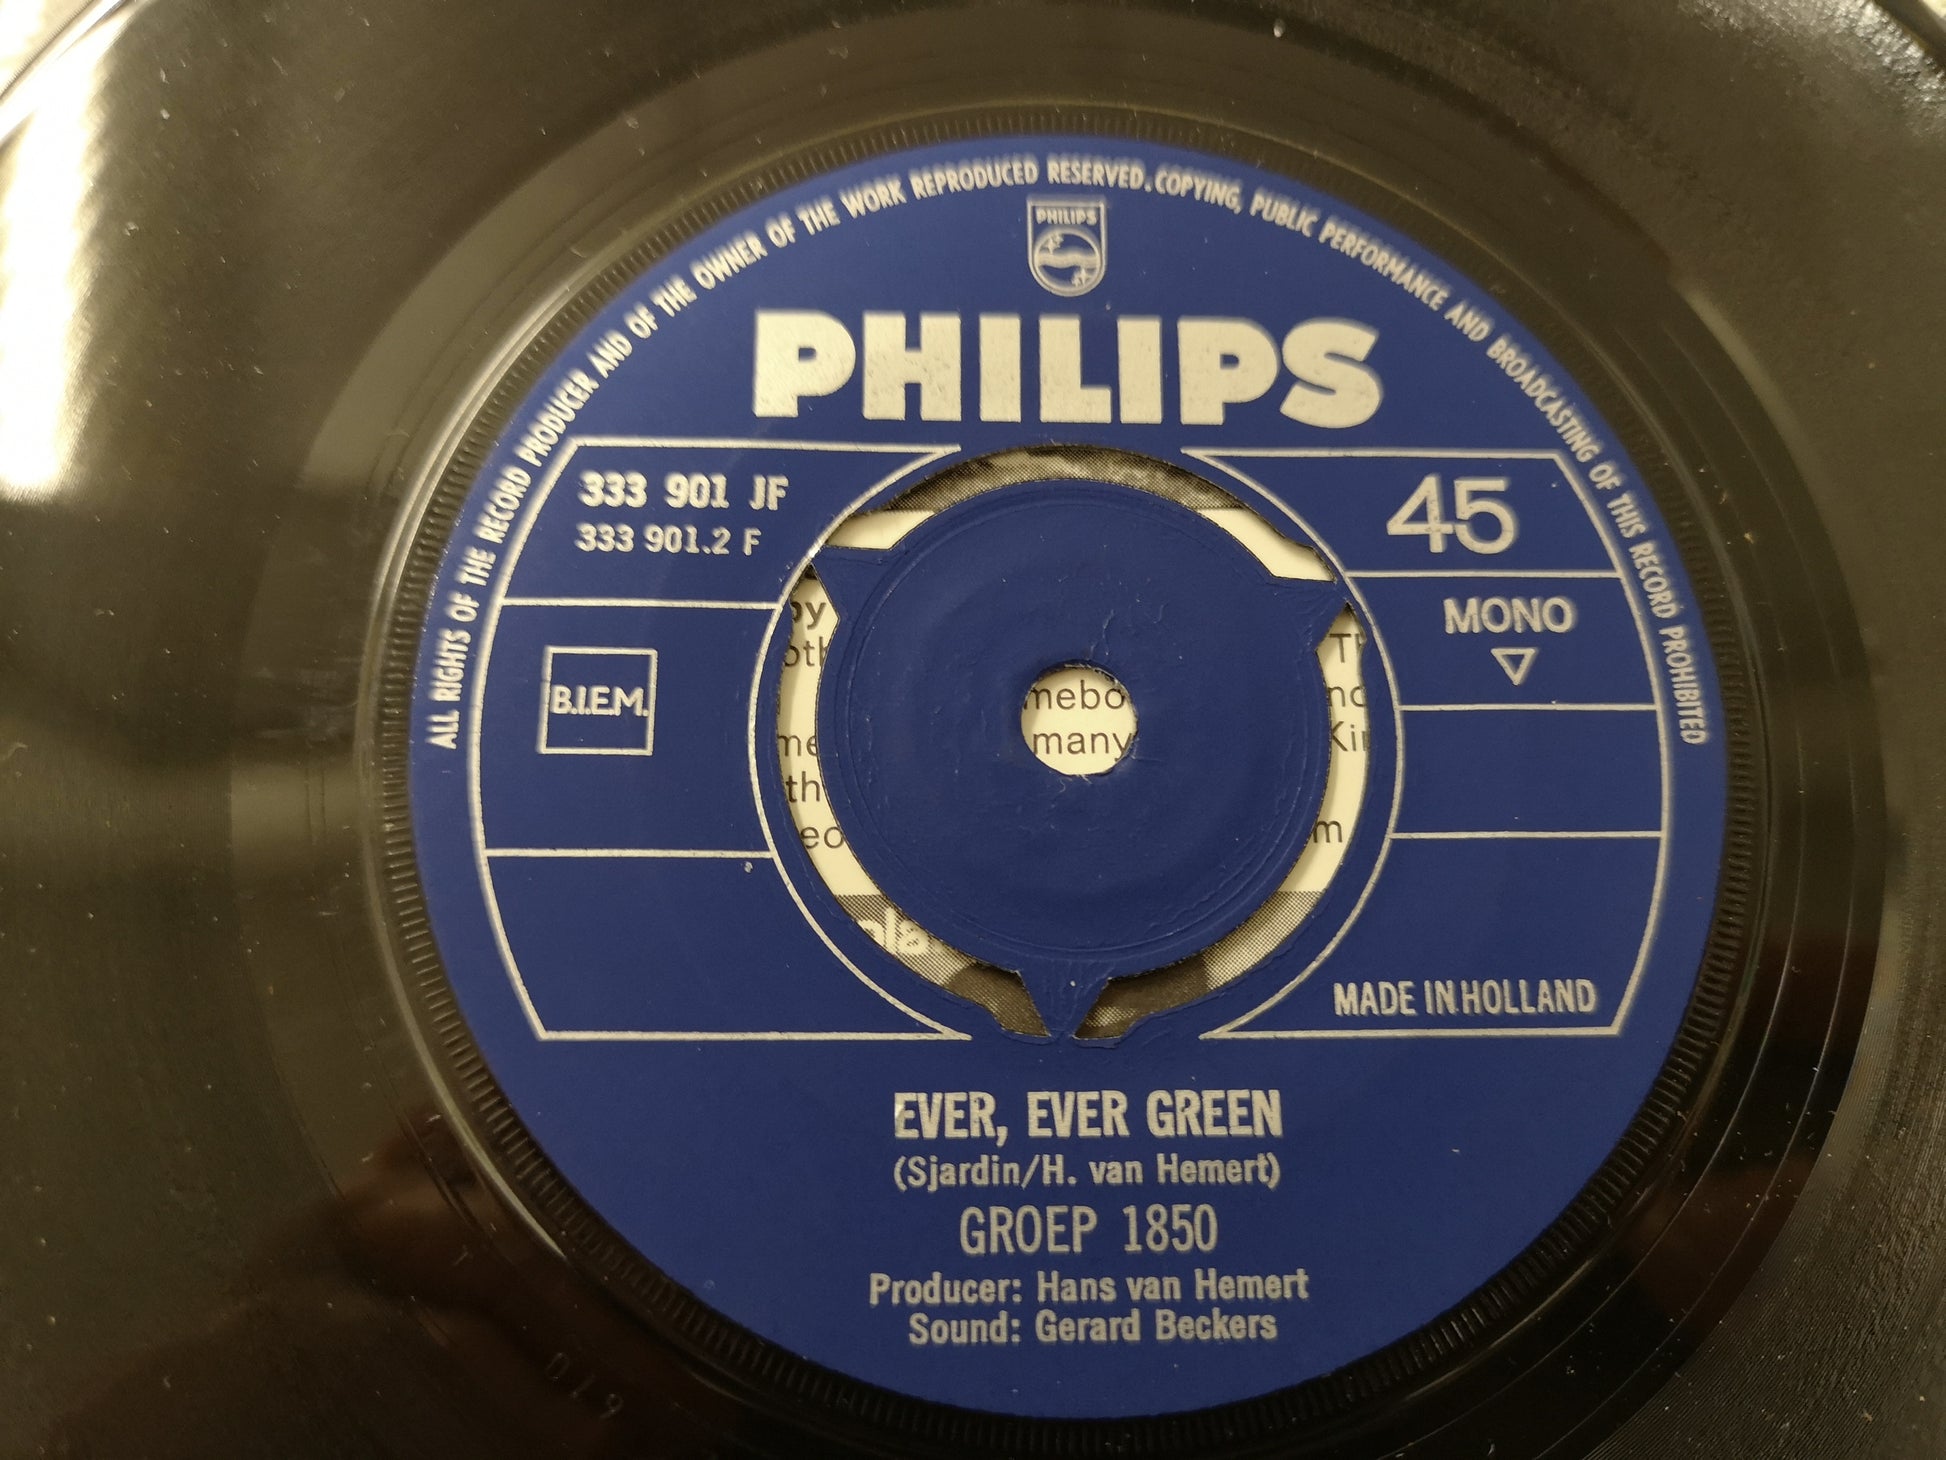 ALL RIGHTS OF THE RECORD PRODUCER AND OF THE OWNER OF THE WORK REPRODUCED RESERVED. COPYING, PUBLIC PERFORMANCE AND BROADCASTING OF THIS RECORD PROHIBITED
PHILIPS
PHILIPS
333 901 JF
333 901.2 F
45
MONO
B.I.E.M.
mebo
many
MADE IN HOLLAND
EVER, EVER GREEN
(Sjardin/H. van Hemert)
GROEP 1850
Producer: Hans van Hemert
Sound: Gerard Beckers